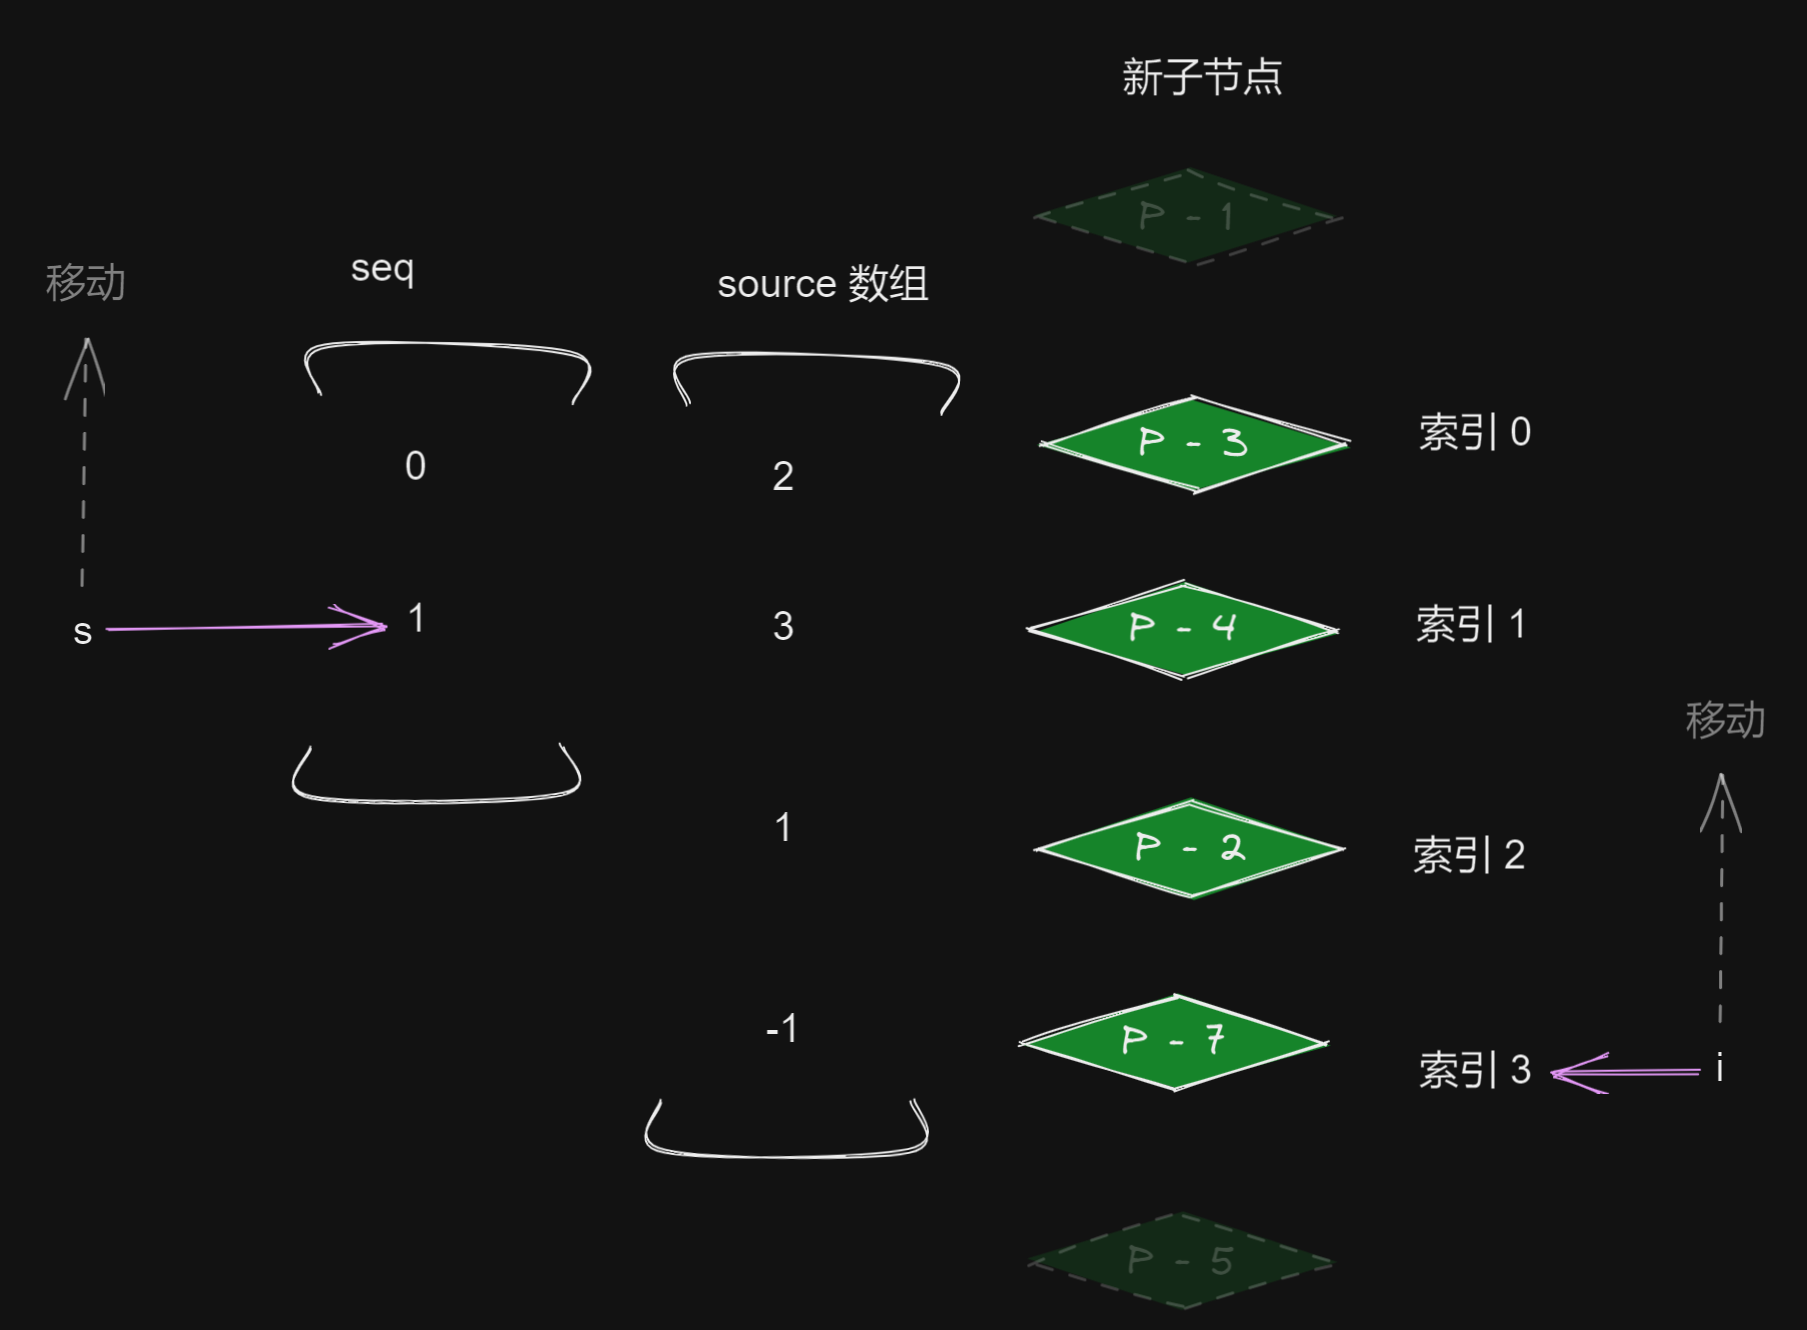 新子节点
P - 1
移动
seq
source 数组
0
2
P - 3
索引 0
s
1
3
P - 4
索引 1
移动
1
P - 2
索引 2
-1
P - 7
索引 3
i
P - 5